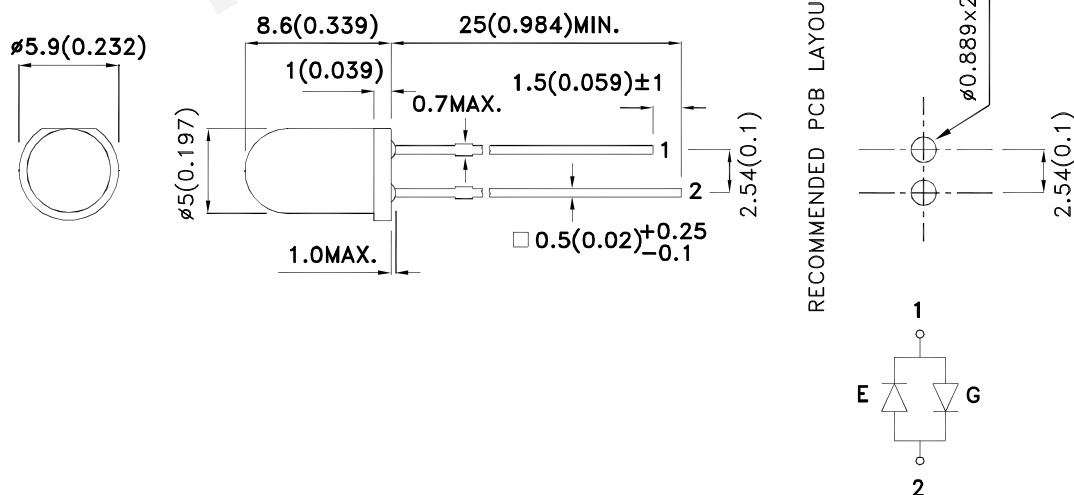 8.6(0.339)
25(0.984)MIN.
ø5.9(0.232)
1(0.039)
1.5(0.059)±1
0.7MAX.
ø5(0.197)
1
2
2.54(0.1)
□ 0.5(0.02)+0.25
−0.1
1.0MAX.
RECOMMENDED PCB LAYOU
ø0.889x2
2.54(0.1)
1
E
G
2